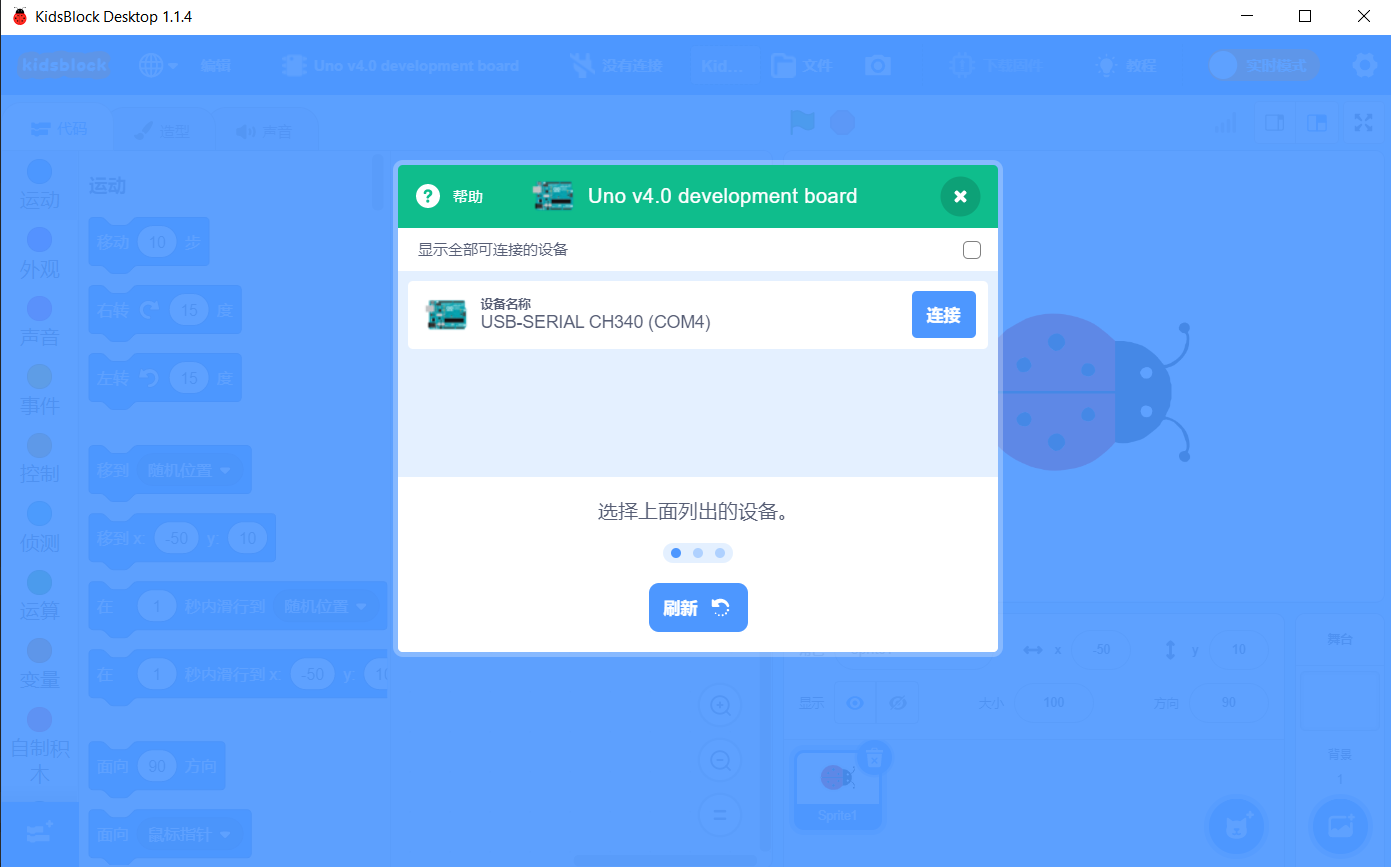 KidsBlock Desktop 1.1.4
kidsblock
编辑
Uno v4.0 development board
没有连接
Kid...
文件
下载固件
教程
实时模式
代码
造型
声音
运动
外观
声音
事件
控制
侦测
运算
变量
自制积
木
运动
移动 10 步
右转 15 度
左转 15 度
移到 随机位置
移到 x: -50 y: 10
在 1 秒内滑行到 随机位置
在 1 秒内滑行到 x: -50 y: 10
面向 90 方向
面向 鼠标指针
帮助
Uno v4.0 development board
显示全部可连接的设备
设备名称
USB-SERIAL CH340 (COM4)
连接
选择上面列出的设备。
刷新
x -50 y 10
显示
大小 100
方向 90
Sprite1
舞台
背景
1